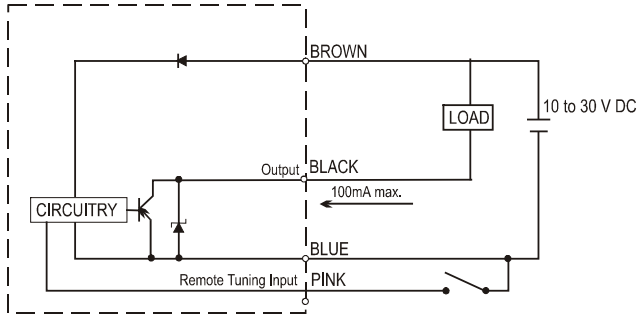 BROWN
10 to 30 V DC
LOAD
Output
BLACK
100mA max.
CIRCUITRY
BLUE
Remote Tuning Input
PINK